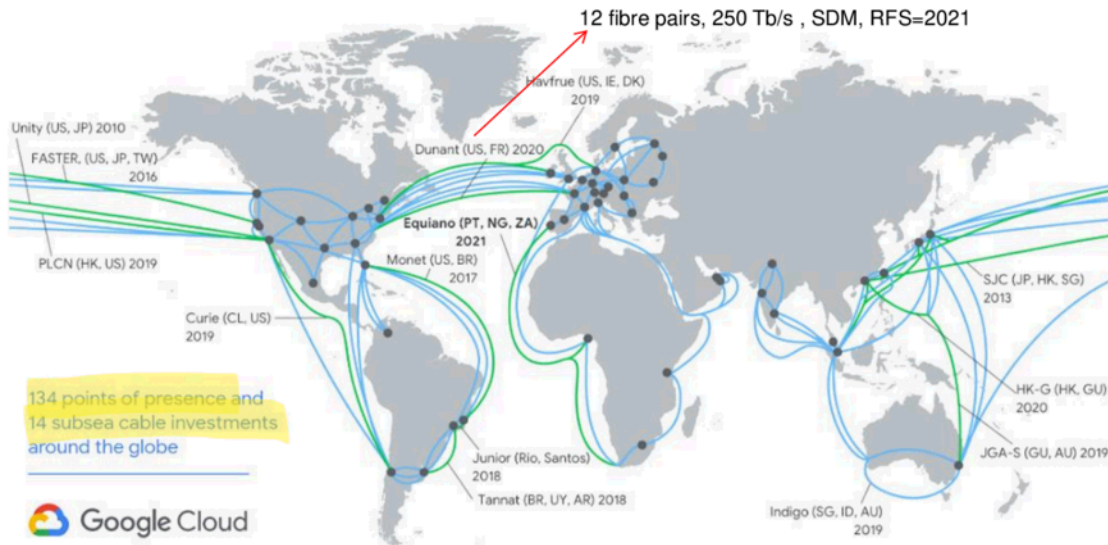 12 fibre pairs, 250 Tb/s , SDM, RFS=2021
Havfrue (US, IE, DK)
2019
Unity (US, JP) 2010
Dunant (US, FR) 2020
FASTER, (US, JP, TW)
2016
Equiano (PT, NG, ZA)
2021
PLCN (HK, US) 2019
Monet (US, BR)
2017
SJC (JP, HK, SG)
2013
Curie (CL, US)
2019
HK-G (HK, GU)
2020
134 points of presence and
14 subsea cable investments
around the globe
JGA-S (GU, AU) 2019
Junior (Rio, Santos)
2018
Tannat (BR, UY, AR) 2018
Indigo (SG, ID, AU)
2019
Google Cloud